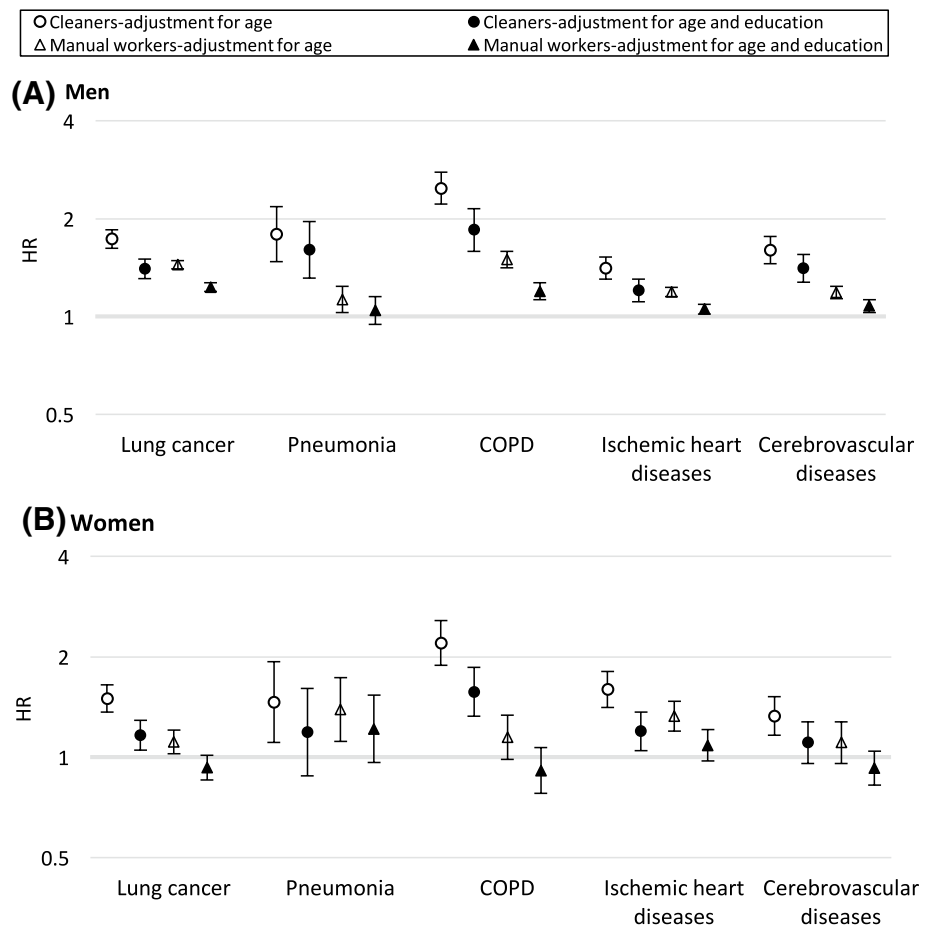 Cleaners-adjustment for age
Cleaners-adjustment for age and education
Manual workers-adjustment for age
Manual workers-adjustment for age and education
(A) Men
4
2
HR
1
0.5
Lung cancer
Pneumonia
COPD
Ischemic heart
diseases
Cerebrovascular
diseases
(B) Women
4
2
HR
1
0.5
Lung cancer
Pneumonia
COPD
Ischemic heart
diseases
Cerebrovascular
diseases